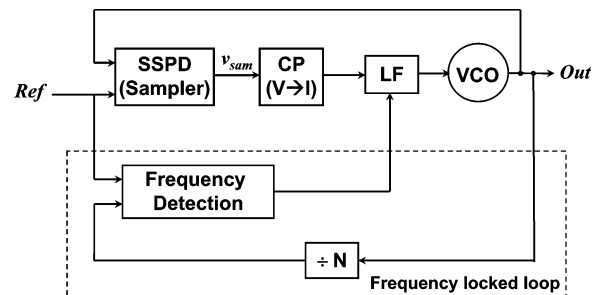 SSPD
(Sampler)
v_sam
CP
(V→I)
LF
VCO
Out
Ref
Frequency
Detection
÷ N
Frequency locked loop